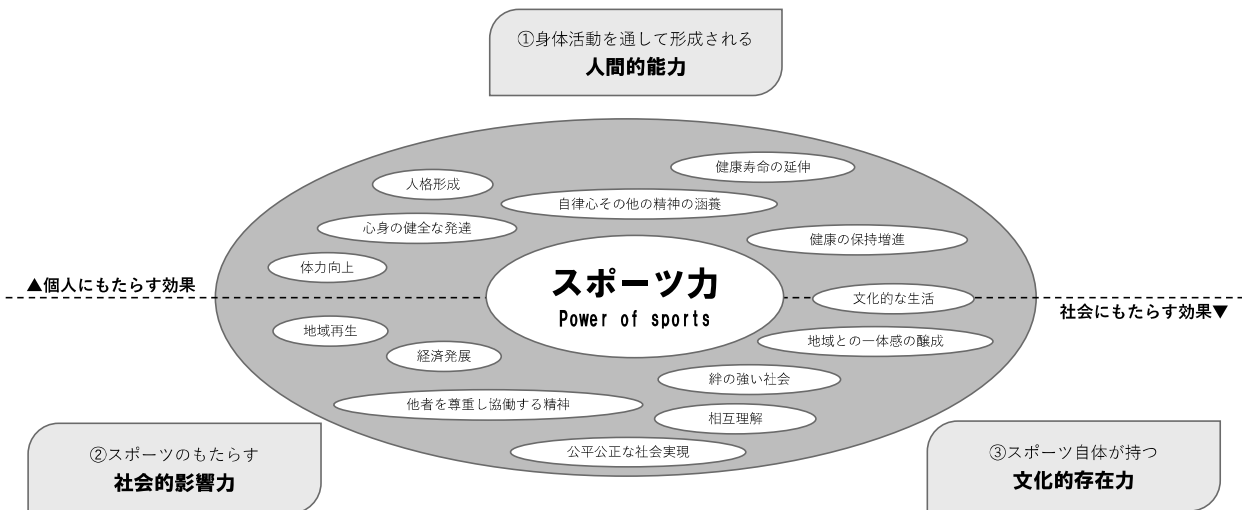 ①身体活動を通して形成される
人間的能力
健康寿命の延伸
人格形成
自律心その他の精神の涵養
心身の健全な発達
健康の保持増進
体力向上
スポーツ力
Power of sports
▲個人にもたらす効果
文化的な生活
社会にもたらす効果▼
地域再生
地域との一体感の醸成
経済発展
絆の強い社会
他者を尊重し協働する精神
相互理解
公平公正な社会実現
②スポーツのもたらす
社会的影響力
③スポーツ自体が持つ
文化的存在力